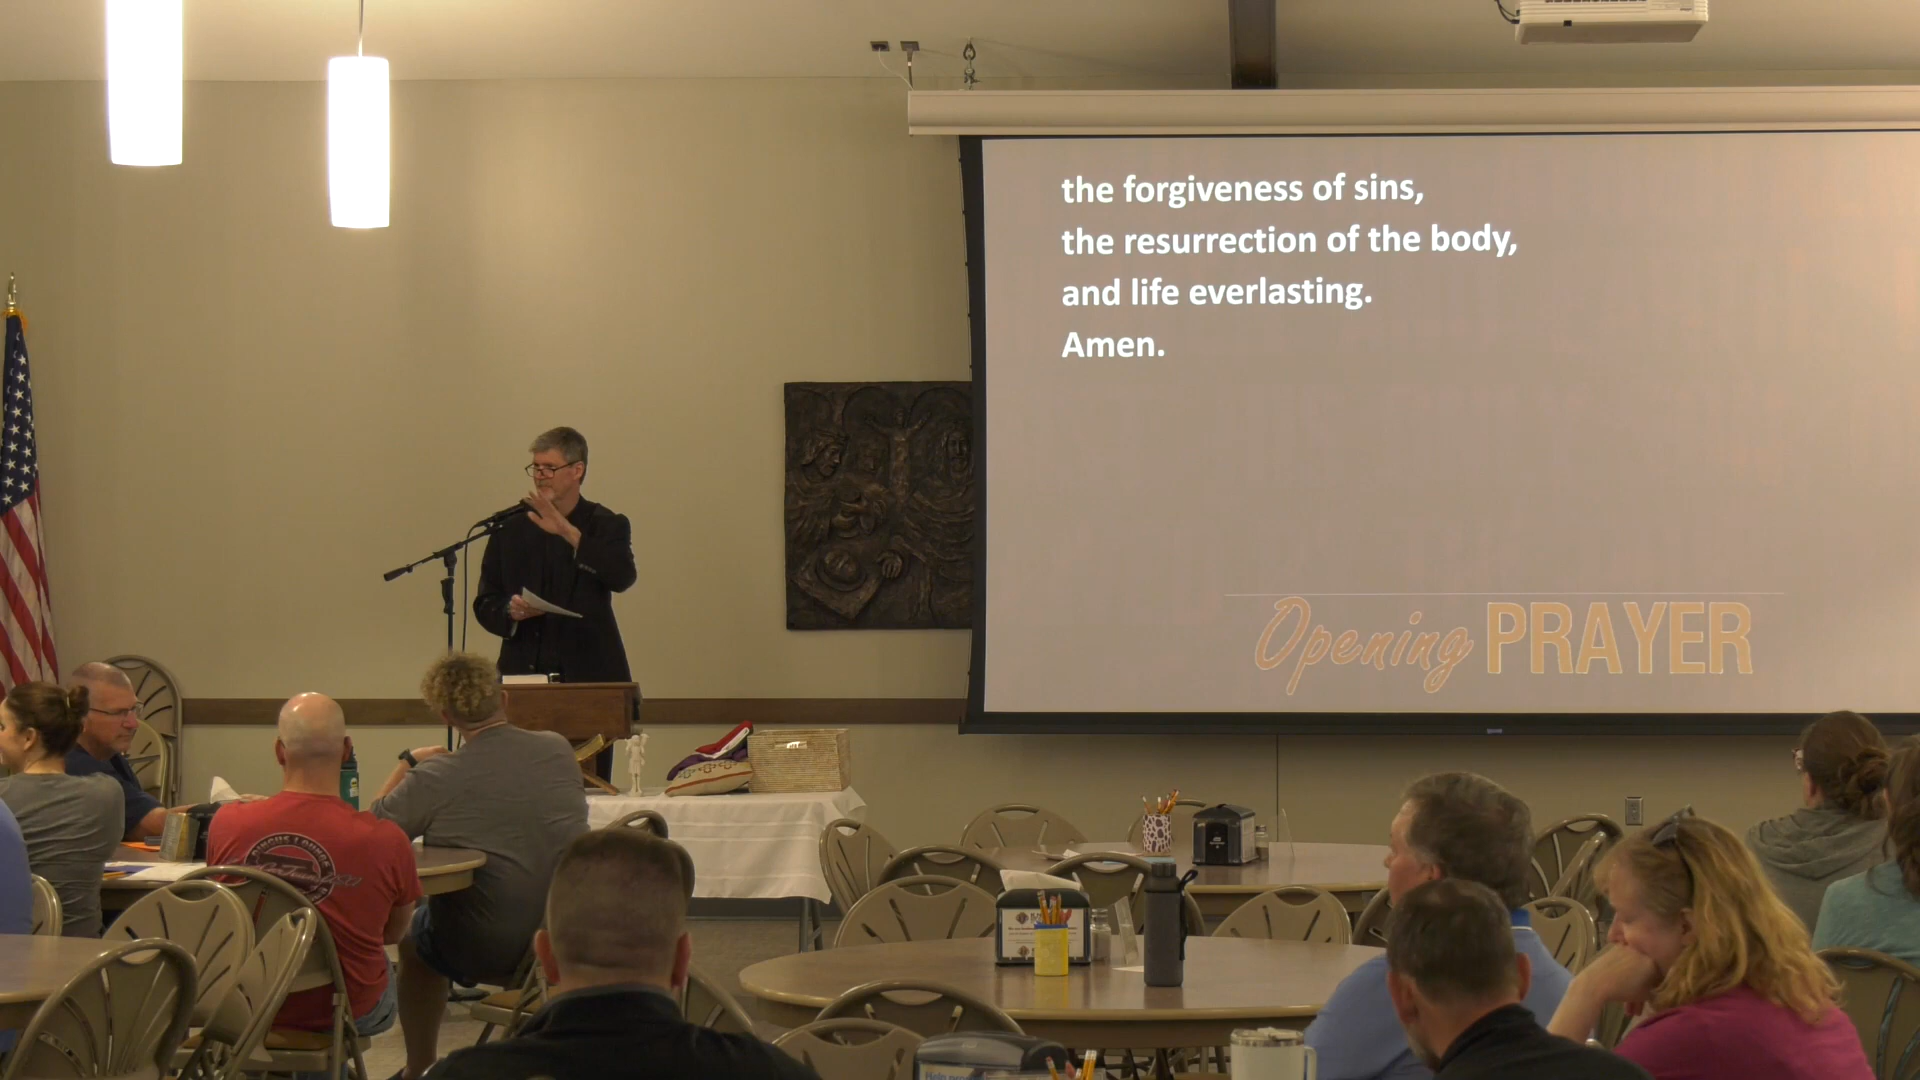 the forgiveness of sins,
the resurrection of the body,
and life everlasting.
Amen.
Opening PRAYER